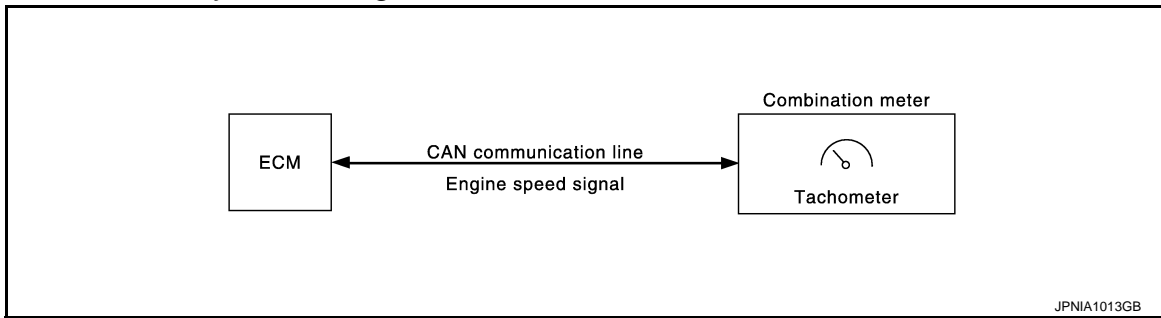 Combination meter
ECM
CAN communication line
Engine speed signal
Tachometer
JPNIA1013GB